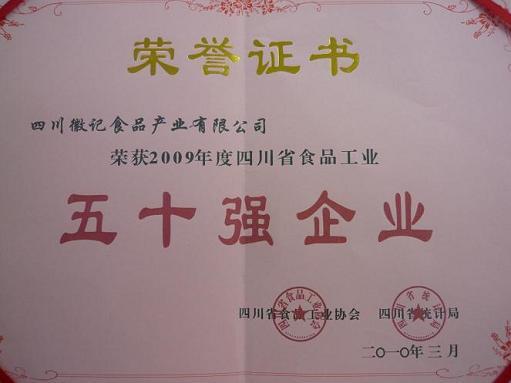 荣誉证书
四川徽记食品产业有限公司
荣获2009年度四川省食品工业
五十强企业
四川省食品工业协会 四川省统计局
二〇一〇年三月